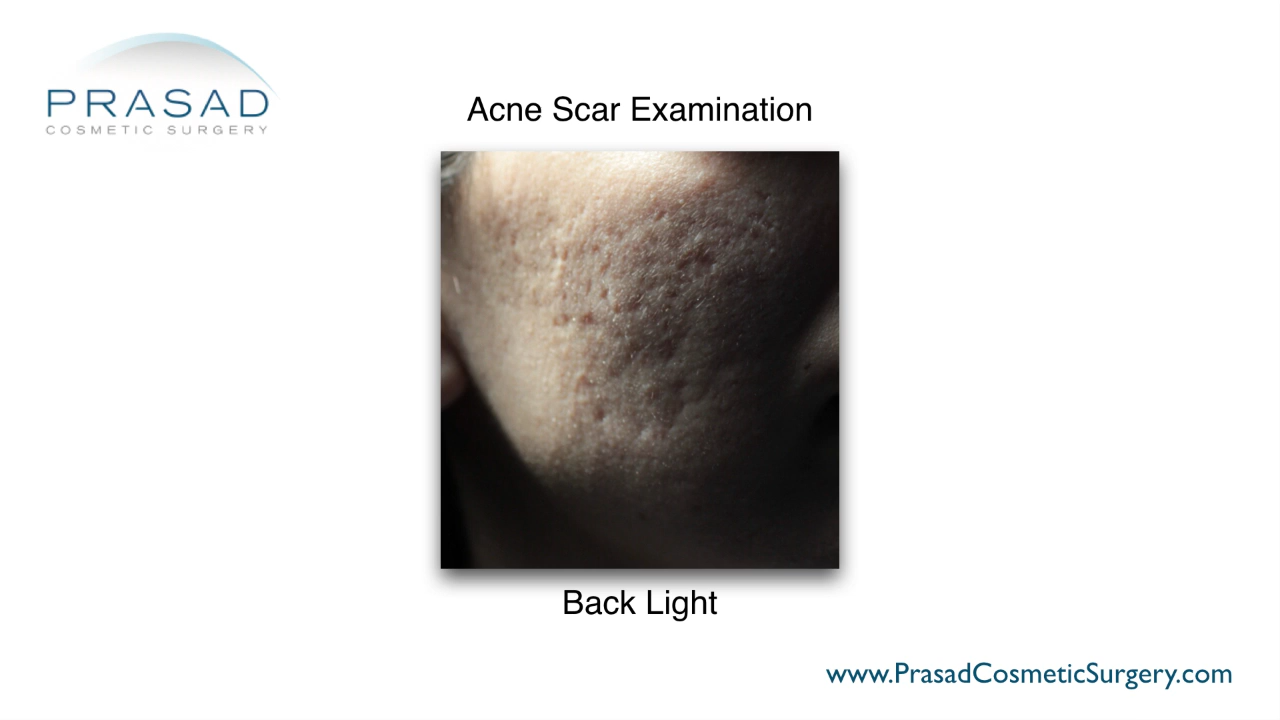 PRASAD
COSMETIC SURGERY
Acne Scar Examination
Back Light
www.PrasadCosmeticSurgery.com